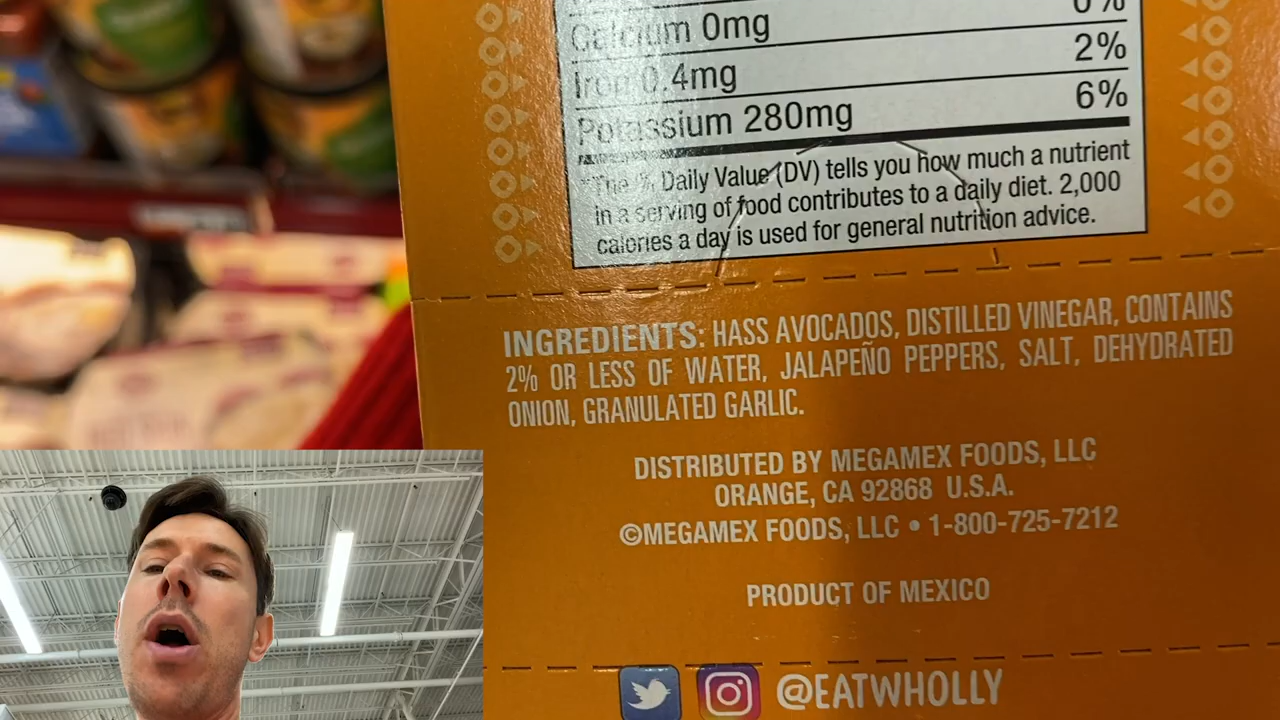 Calcium 0mg 0%
Iron 0.4mg 2%
Potassium 280mg 6%
*The % Daily Value (DV) tells you how much a nutrient
in a serving of food contributes to a daily diet. 2,000
calories a day is used for general nutrition advice.
INGREDIENTS: HASS AVOCADOS, DISTILLED VINEGAR, CONTAINS
2% OR LESS OF WATER, JALAPEÑO PEPPERS, SALT, DEHYDRATED
ONION, GRANULATED GARLIC.
DISTRIBUTED BY MEGAMEX FOODS, LLC
ORANGE, CA 92868 U.S.A.
©MEGAMEX FOODS, LLC • 1-800-725-7212
PRODUCT OF MEXICO
@EATWHOLLY